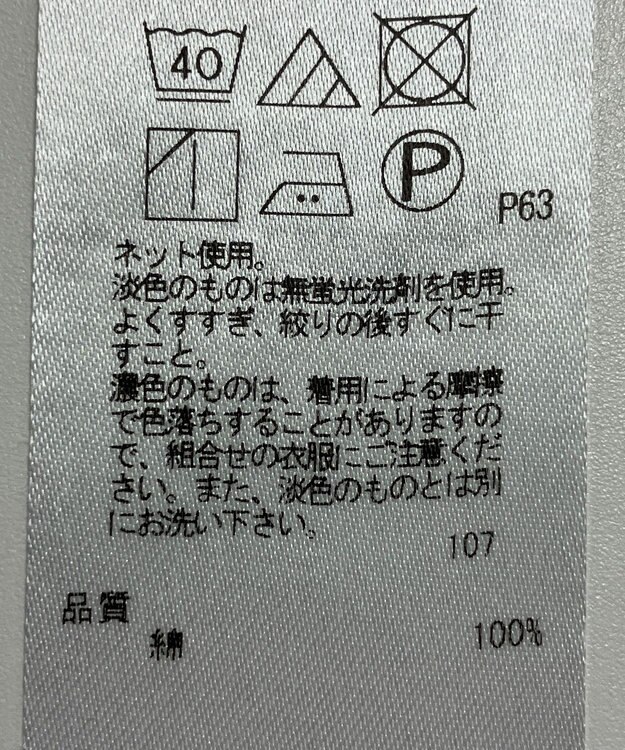 40
P
P63
ネット使用。
淡色のものは無蛍光洗剤を使用。
よくすすぎ、絞りの後すぐに干
すこと。
濃色のものは、着用による摩擦
で色落ちすることがありますの
で、組合せの衣服にご注意くだ
さい。また、淡色のものとは別
にお洗い下さい。
107
品質
綿 100%